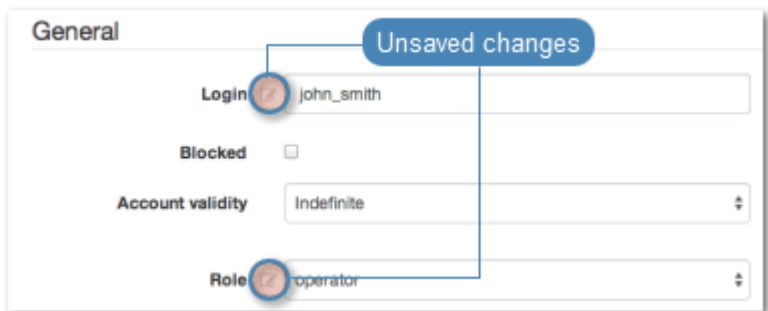 General
Unsaved changes
Login john_smith
Blocked
Account validity Indefinite
Role operator